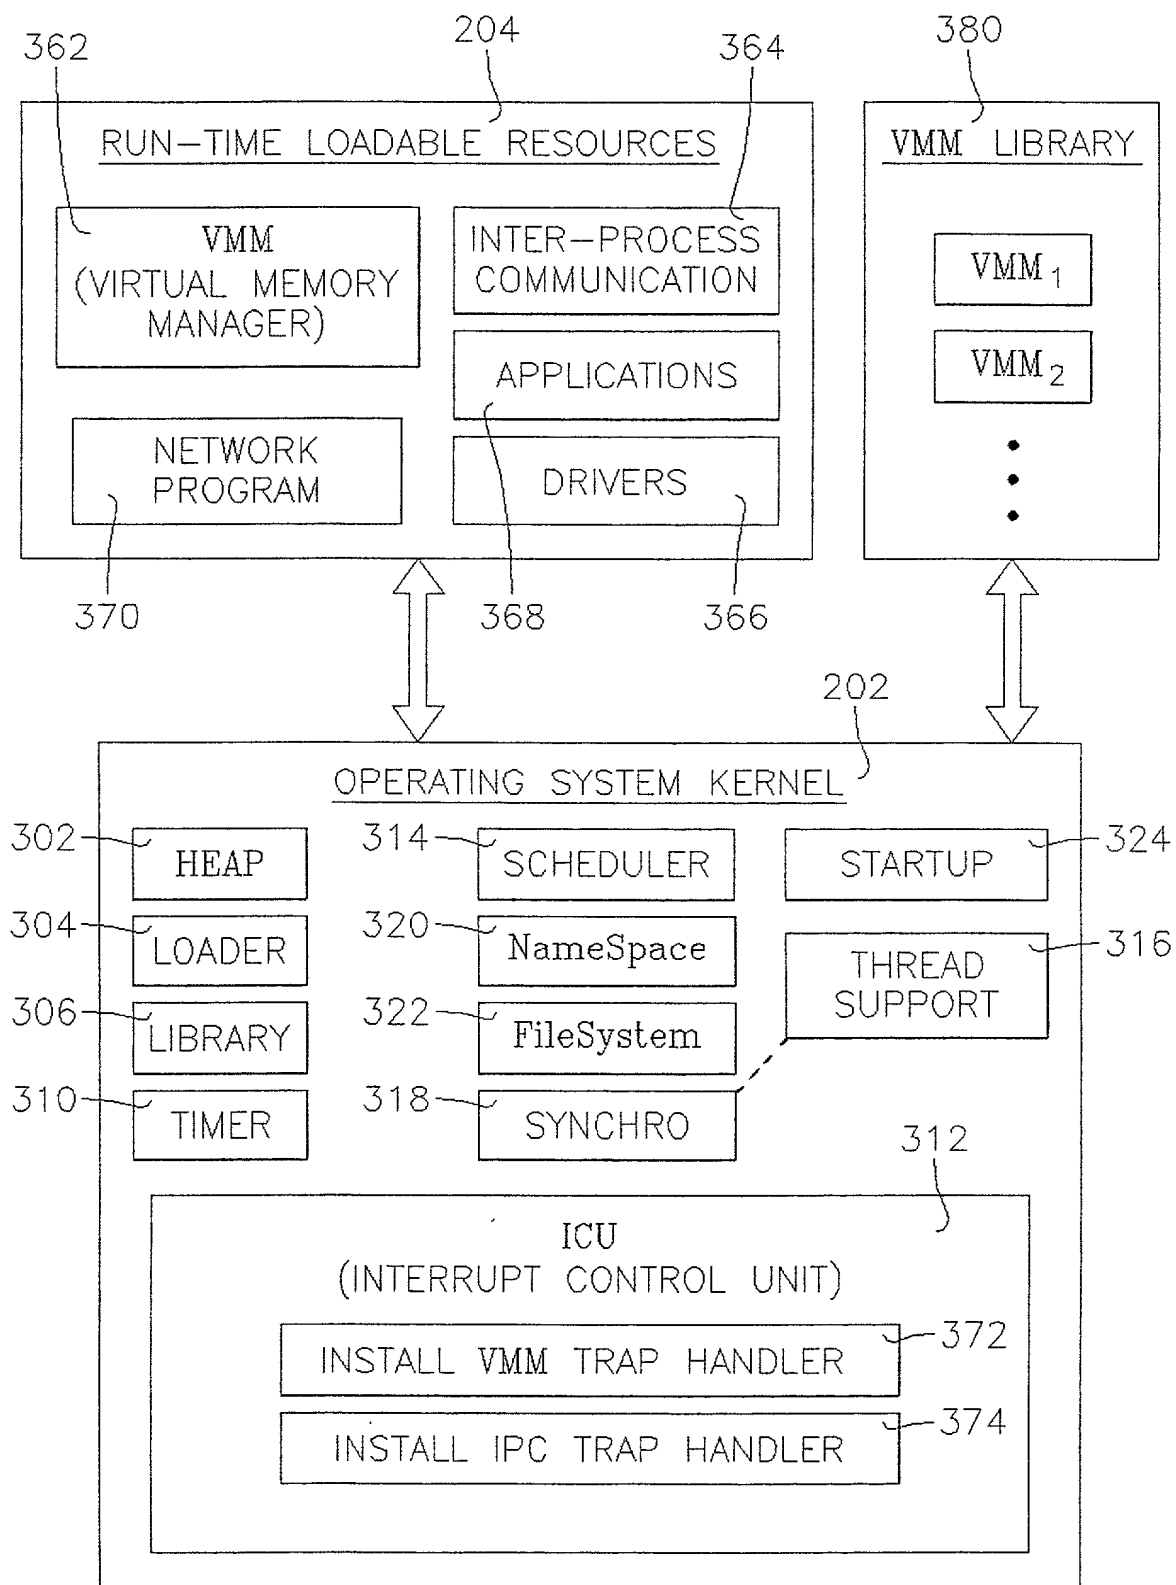 362
204
364
380
RUN-TIME LOADABLE RESOURCES
VMM
(VIRTUAL MEMORY
MANAGER)
INTER-PROCESS
COMMUNICATION
APPLICATIONS
NETWORK
PROGRAM
DRIVERS
370
368
366
VMM LIBRARY
VMM1
VMM2
202
OPERATING SYSTEM KERNEL
302
HEAP
314
SCHEDULER
STARTUP
324
304
LOADER
320
NameSpace
THREAD
SUPPORT
316
306
LIBRARY
322
FileSystem
310
TIMER
318
SYNCHRO
312
ICU
(INTERRUPT CONTROL UNIT)
INSTALL VMM TRAP HANDLER
372
INSTALL IPC TRAP HANDLER
374